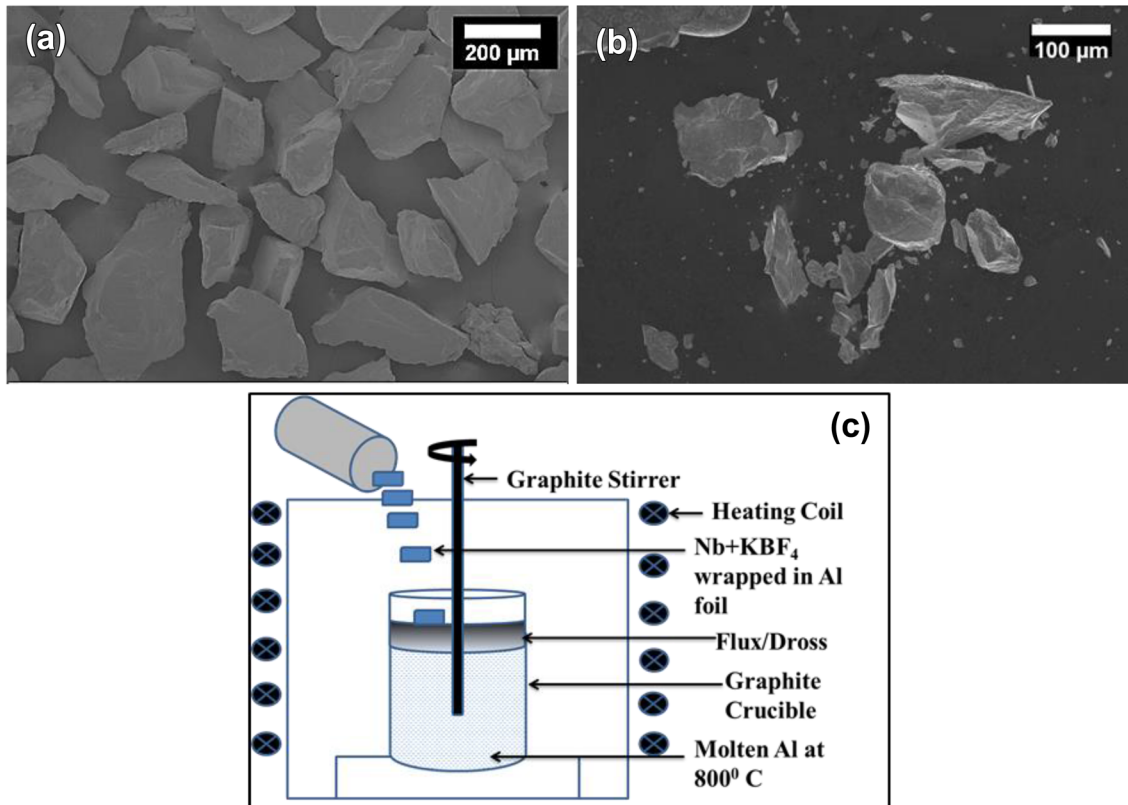 (a)
200 µm
(b)
100 µm
(c)
Graphite Stirrer
Heating Coil
Nb+KBF₄
wrapped in Al
foil
Flux/Dross
Graphite
Crucible
Molten Al at
800⁰ C